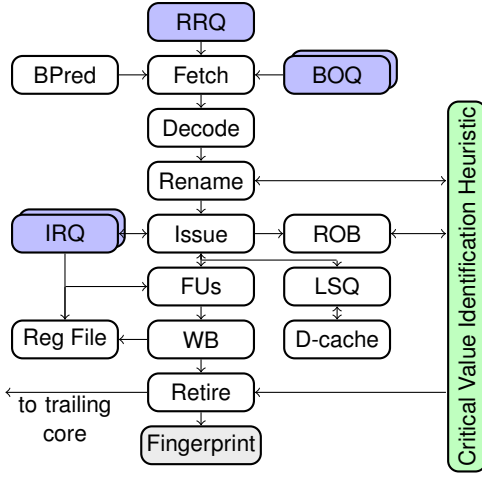 RRQ
BPred
Fetch
BOQ
Decode
Rename
IRQ
Issue
ROB
FUs
LSQ
Reg File
WB
D-cache
Retire
to trailing
core
Fingerprint
Critical Value Identification Heuristic